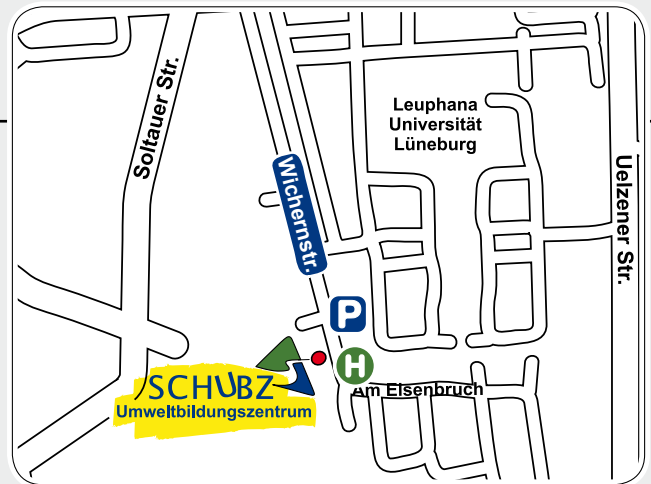 Soltauer Str.
Leuphana
Universität
Lüneburg
Wichernstr.
Uelzener Str.
P
H
Am Eisenbruch
SCHUBZ
Umweltbildungszentrum